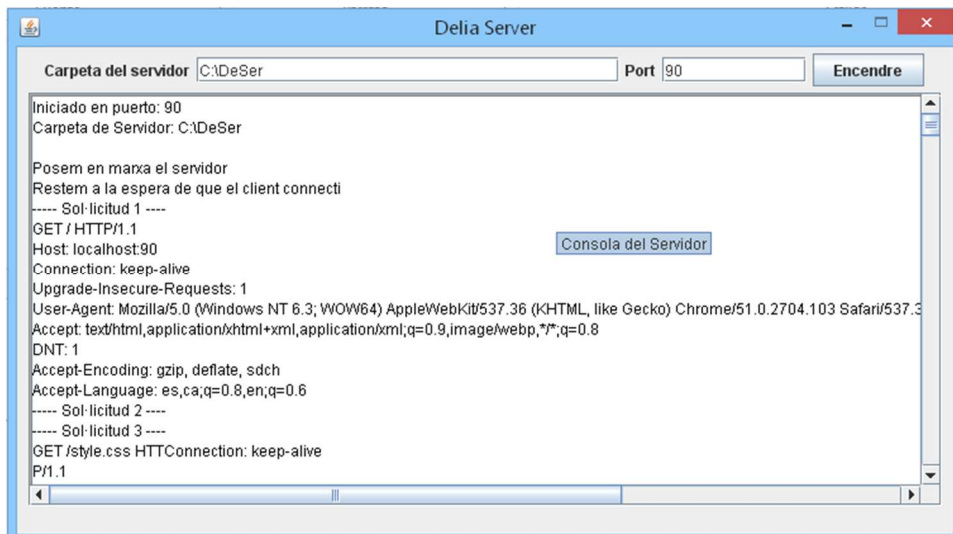 Delia Server
Carpeta del servidor C:\DeSer Port 90 Encendre
Iniciado en puerto: 90
Carpeta de Servidor: C:\DeSer
Posem en marxa el servidor
Restem a la espera de que el client connecti
----- Sol·licitud 1 ----
GET / HTTP/1.1
Host: localhost:90
Consola del Servidor
Connection: keep-alive
Upgrade-Insecure-Requests: 1
User-Agent: Mozilla/5.0 (Windows NT 6.3; WOW64) AppleWebKit/537.36 (KHTML, like Gecko) Chrome/51.0.2704.103 Safari/537.3
Accept: text/html,application/xhtml+xml,application/xml;q=0.9,image/webp,*/*;q=0.8
DNT: 1
Accept-Encoding: gzip, deflate, sdch
Accept-Language: es,ca;q=0.8,en;q=0.6
----- Sol·licitud 2 ----
----- Sol·licitud 3 ----
GET /style.css HTTConnection: keep-alive
P/1.1